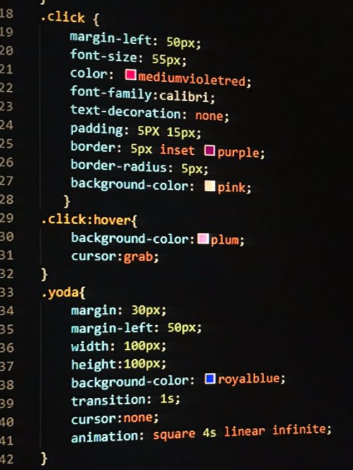 }
18 .click {
19 margin-left: 50px;
20 font-size: 55px;
21 color: mediumvioletred;
22 font-family:calibri;
23 text-decoration: none;
24 padding: 5PX 15px;
25 border: 5px inset purple;
26 border-radius: 5px;
27 background-color: pink;
28 }
29 .click:hover{
30 background-color: plum;
31 cursor:grab;
32 }
33 .yoda{
34 margin: 30px;
35 margin-left: 50px;
36 width: 100px;
37 height:100px;
38 background-color: royalblue;
39 transition: 1s;
40 cursor:none;
41 animation: square 4s linear infinite;
42 }